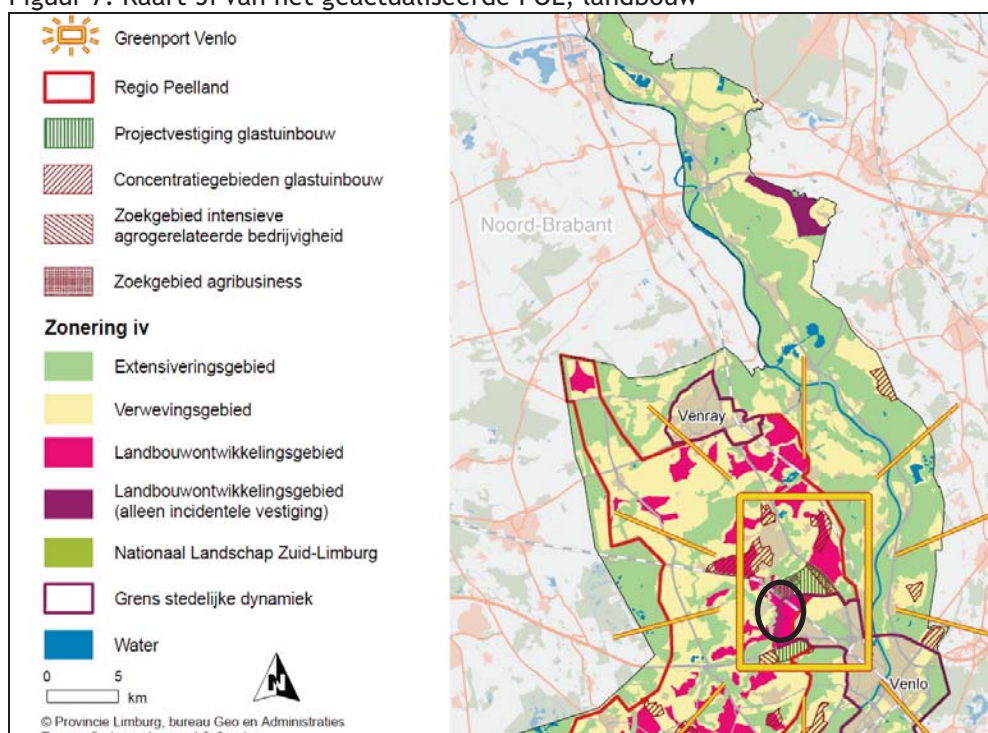 Figuur 7: Kaart 5f van het geactualiseerde POL, landbouw
Greenport Venlo
Regio Peelland
Projectvestiging glastuinbouw
Concentratiegebieden glastuinbouw
Zoekgebied intensieve
agrogerelateerde bedrijvigheid
Zoekgebied agribusiness
Zonering iv
Extensiveringsgebied
Verwevingsgebied
Landbouwontwikkelingsgebied
Landbouwontwikkelingsgebied
(alleen incidentele vestiging)
Nationaal Landschap Zuid-Limburg
Grens stedelijke dynamiek
Water
0 5
km
N
© Provincie Limburg, bureau Geo en Administraties
Noord-Brabant
Venray
Venlo